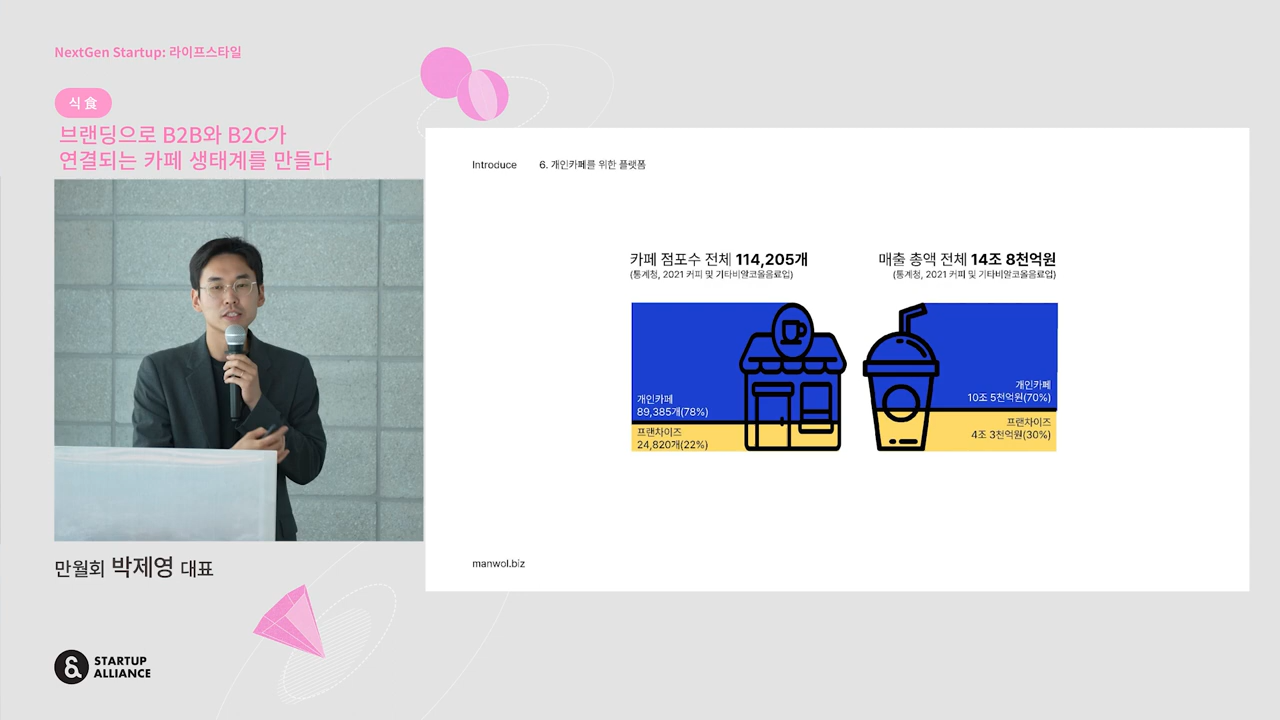 NextGen Startup: 라이프스타일
식 食
브랜딩으로 B2B와 B2C가
연결되는 카페 생태계를 만들다
Introduce 6. 개인카페를 위한 플랫폼
카페 점포수 전체 114,205개
(통계청, 2021 커피 및 기타비알코올음료업)
매출 총액 전체 14조 8천억원
(통계청, 2021 커피 및 기타비알코올음료업)
개인카페
89,385개(78%)
프랜차이즈
24,820개(22%)
개인카페
10조 5천억원(70%)
프랜차이즈
4조 3천억원(30%)
manwol.biz
만월회 박제영 대표
STARTUP
ALLIANCE